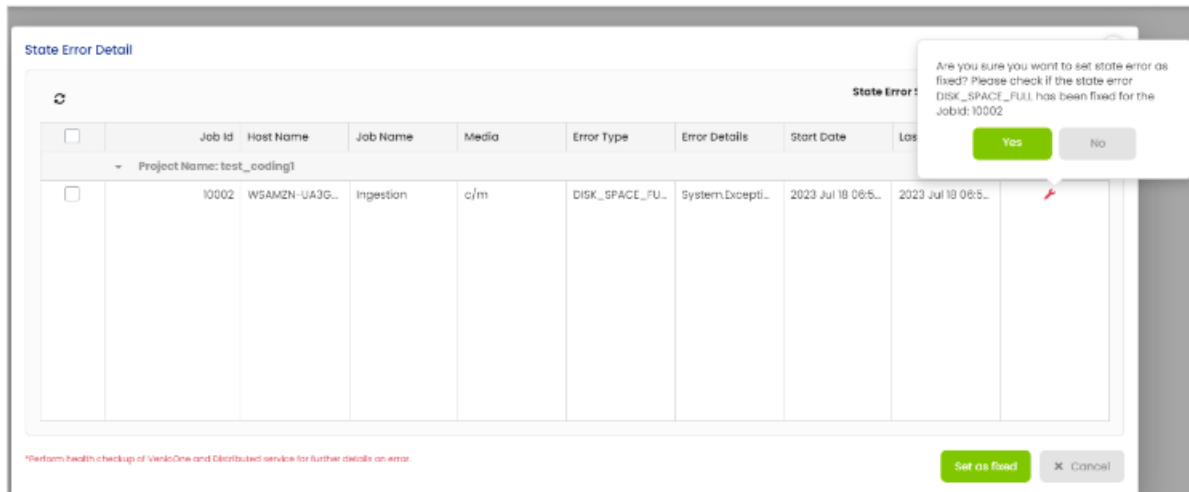 State Error Detail
Are you sure you want to set state error as
fixed? Please check if the state error
DISK_SPACE_FULL has been fixed for the
JobId: 10002
Yes No
State Error
Job Id Host Name Job Name Media Error Type Error Details Start Date Las
Project Name: test_coding1
10002 WSAMZN-UA3G... Ingestion c/m DISK_SPACE_FU... System.Excepti... 2023 Jul 18 06:5... 2023 Jul 18 06:5...
*Perform health checkup of VenioOne and Distributed service for further details on error.
Set as fixed × Cancel